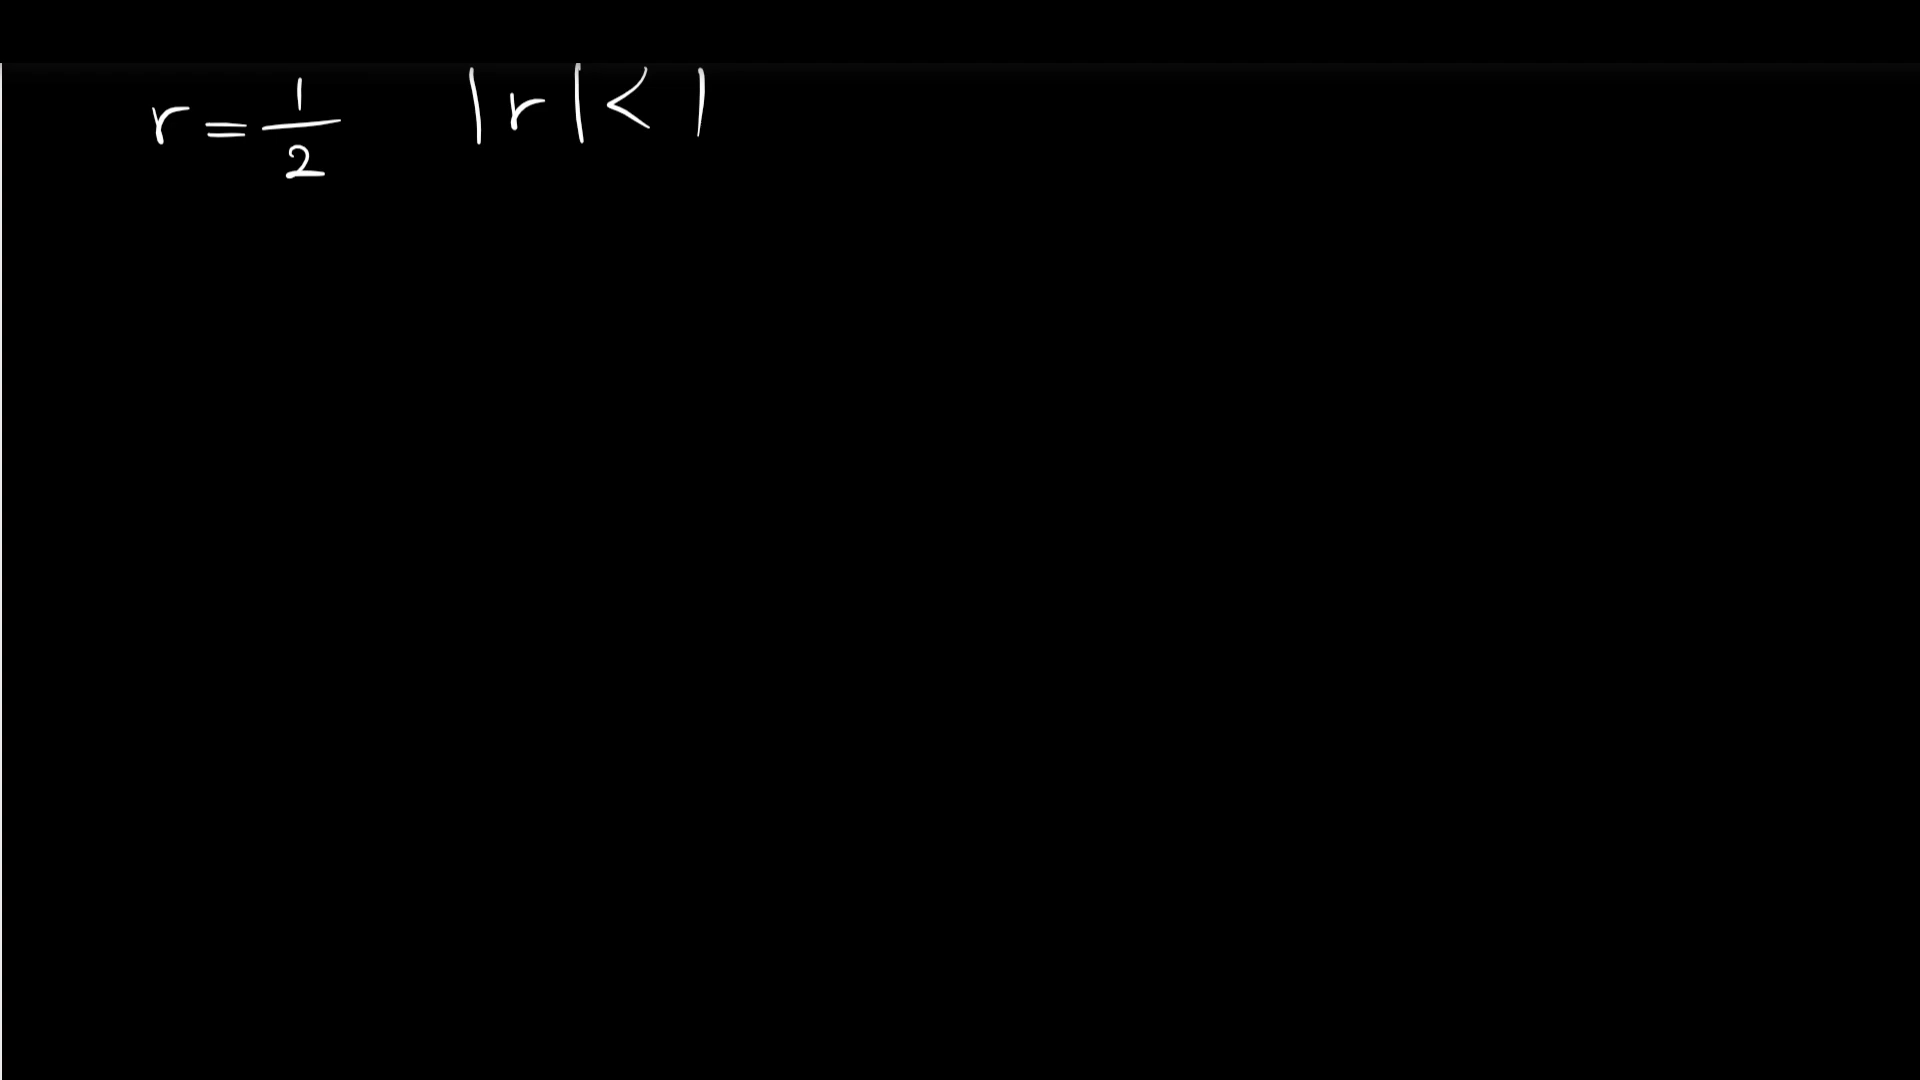 r = 1/2 |r| < 1